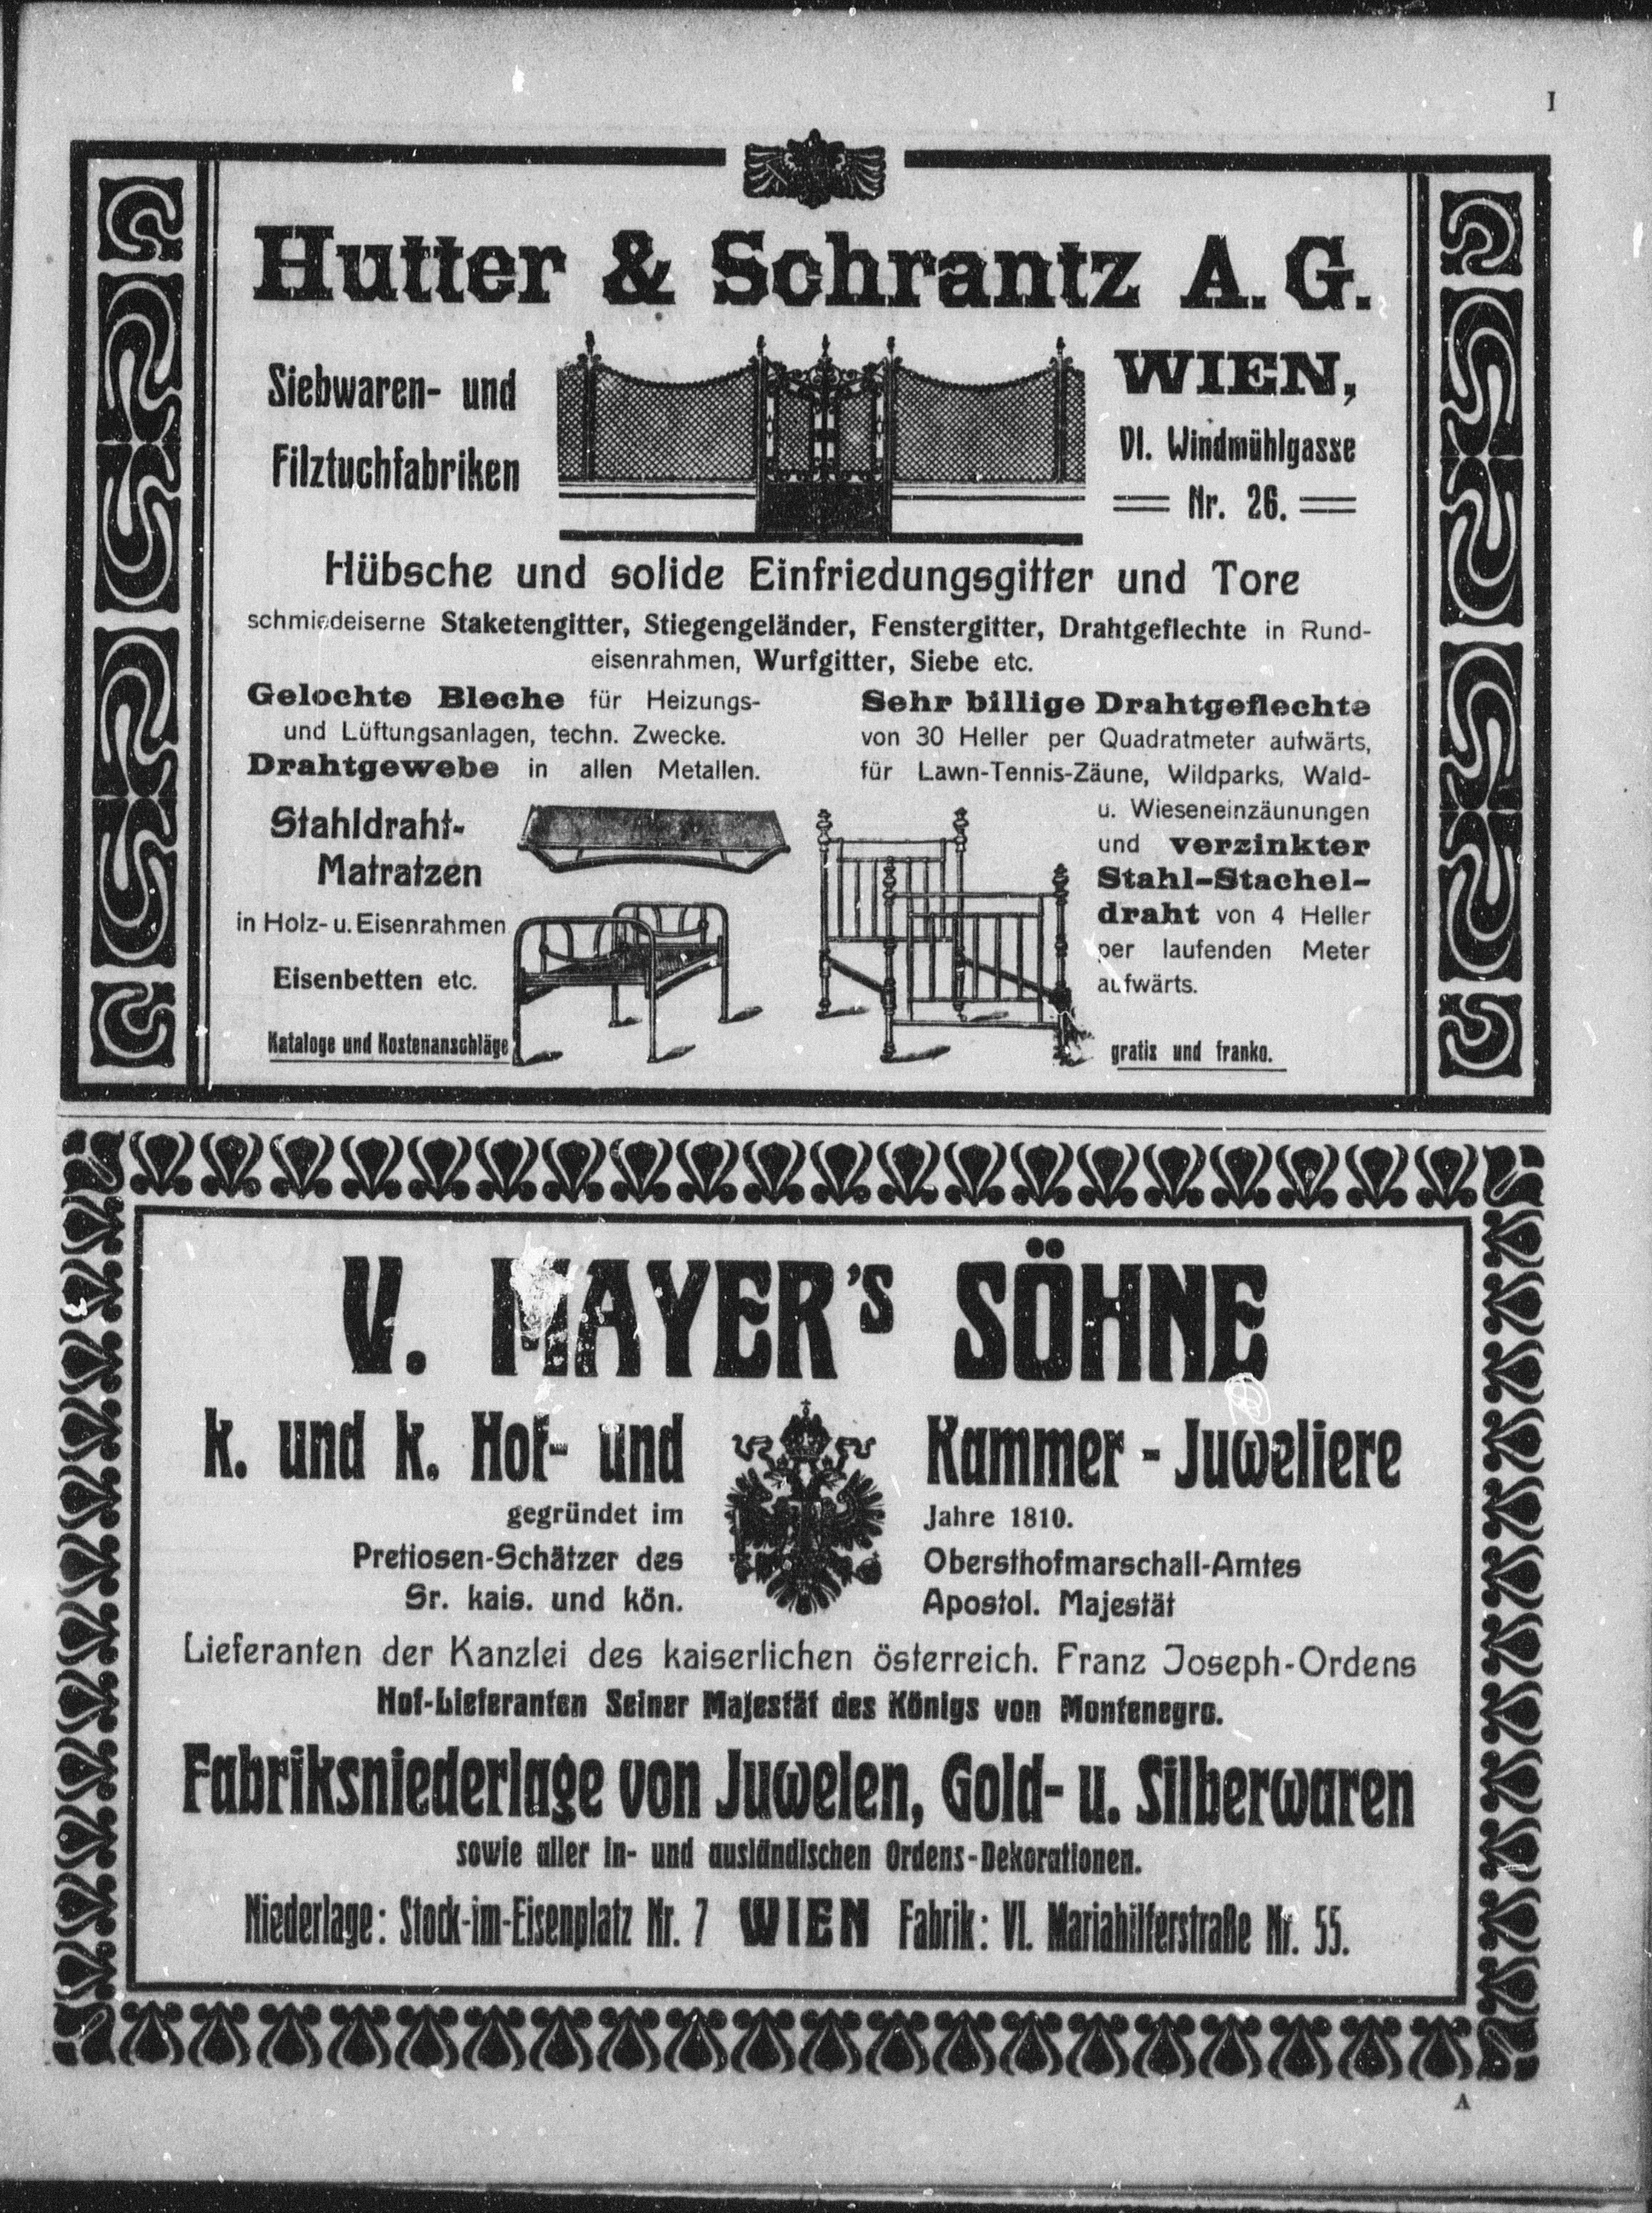 I
Hutter & Schrantz A. G.
Siebwaren- und
Filztuchfabriken
WIEN,
VI. Windmühlgasse
Nr. 26.
Hübsche und solide Einfriedungsgitter und Tore
schmiedeiserne Staketengitter, Stiegengeländer, Fenstergitter, Drahtgeflechte in Rund-
eisenrahmen, Wurfgitter, Siebe etc.
Gelochte Bleche für Heizungs-
und Lüftungsanlagen, techn. Zwecke.
Drahtgewebe in allen Metallen.
Stahldraht-
Matratzen
in Holz- u. Eisenrahmen
Eisenbetten etc.
Kataloge und Kostenanschläge
Sehr billige Drahtgeflechte
von 30 Heller per Quadratmeter aufwärts,
für Lawn-Tennis-Zäune, Wildparks, Wald-
u. Wieseneinzäunungen
und verzinkter
Stahl-Stachel-
draht von 4 Heller
per laufenden Meter
aufwärts.
gratis und franko.
V. MAYER's SÖHNE
k. und k. Hof- und Kammer - Juweliere
gegründet im Jahre 1810.
Pretiosen-Schätzer des Obersthofmarschall-Amtes
Sr. kais. und kön. Apostol. Majestät
Lieferanten der Kanzlei des kaiserlichen österreich. Franz Joseph-Ordens
Hof-Lieferanten Seiner Majestät des Königs von Montenegro.
Fabriksniederlage von Juwelen, Gold- u. Silberwaren
sowie aller in- und ausländischen Ordens-Dekorationen.
Niederlage: Stock-im-Eisenplatz Nr. 7 WIEN Fabrik: VI. Mariahilferstraße Nr. 55.
A